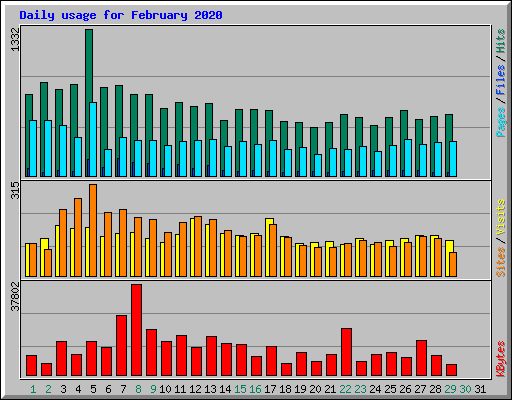 Daily usage for February 2020
1332
Pages / Files / Hits
315
Sites / Visits
37802
KBytes
1 2 3 4 5 6 7 8 9 10 11 12 13 14 15 16 17 18 19 20 21 22 23 24 25 26 27 28 29 30 31